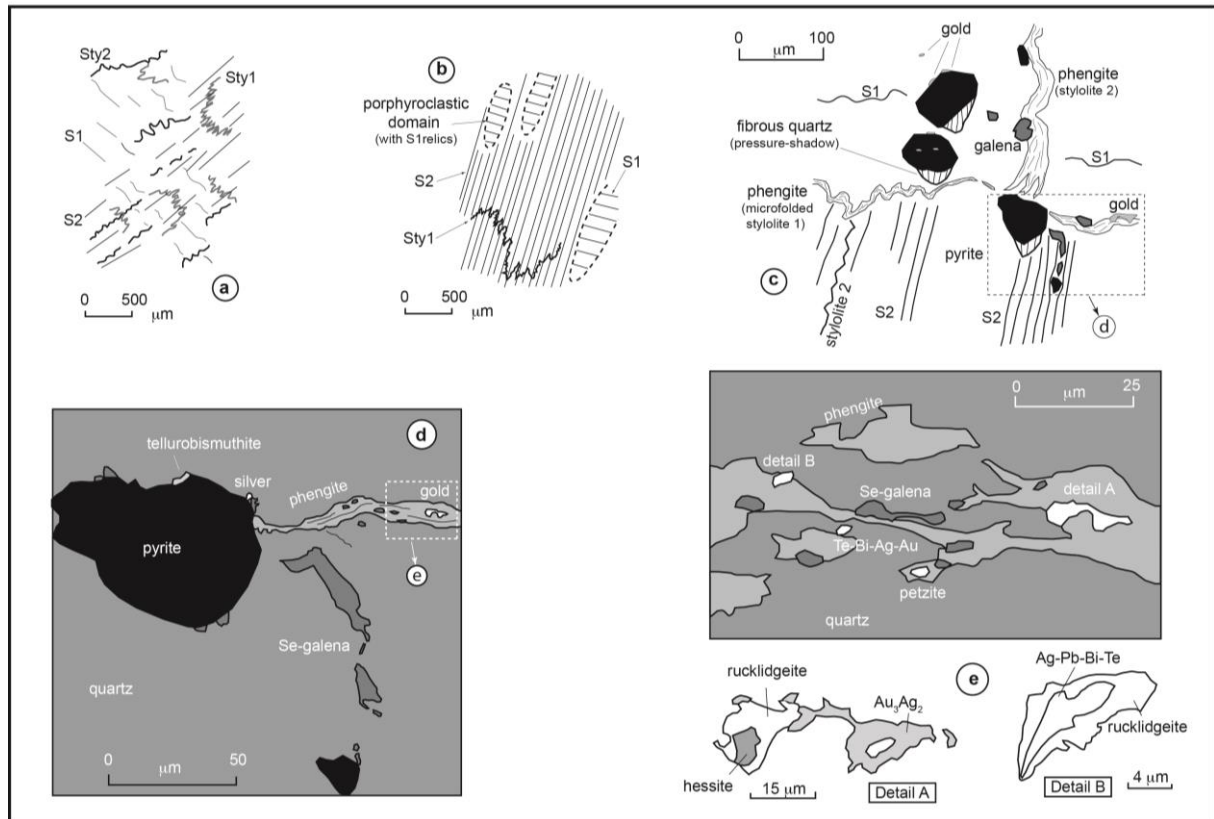 Sty2
Sty1
S1
S2
a
0 500
μm
b
porphyroclastic
domain
(with S1relics)
S1
S2
Sty1
0 500
μm
0 100
μm
gold
phengite
(stylolite 2)
S1
fibrous quartz
(pressure-shadow)
galena
S1
phengite
(microfolded
stylolite 1)
gold
pyrite
c
stylolite 2
S2
S2
d
d
tellurobismuthite
silver
phengite
gold
pyrite
e
Se-galena
quartz
0 50
μm
0 25
μm
phengite
detail B
Se-galena
detail A
Te-Bi-Ag-Au
petzite
quartz
e
rucklidgeite
Au₃Ag₂
hessite
15 μm
Detail A
Ag-Pb-Bi-Te
rucklidgeite
Detail B
4 μm